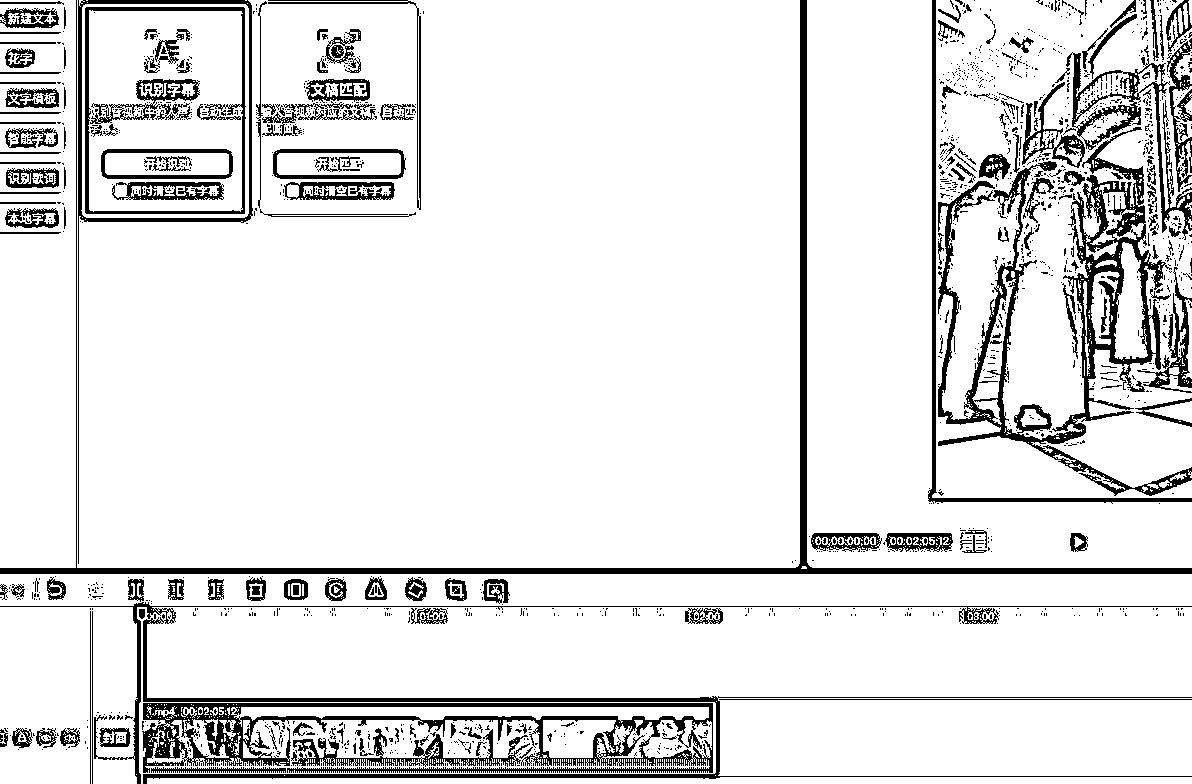 新建文本
花字
文字模板
智能字幕
识别歌词
本地字幕
识别字幕
识别音视频中的人声,自动生成
字幕。
开始识别
同时清空已有字幕
文稿匹配
输入音视频对应的文稿,自动匹
配画面。
开始匹配
同时清空已有字幕
00:00:00:00 00:02:05:12
00:00 01:00 02:00 03:00
1.mp4 00:02:05:12
封面